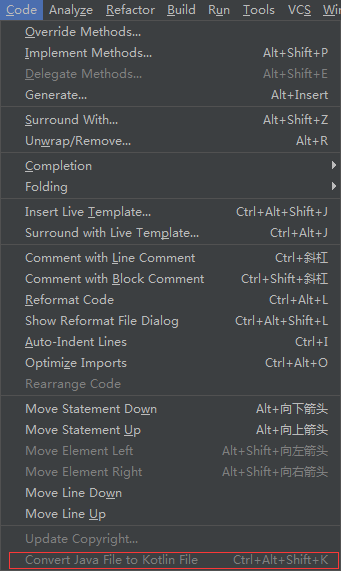 Code Analyze Refactor Build Run Tools VCS Win
Override Methods...
Implement Methods... Alt+Shift+P
Delegate Methods... Alt+Shift+E
Generate... Alt+Insert
Surround With... Alt+Shift+Z
Unwrap/Remove... Alt+R
Completion
Folding
Insert Live Template... Ctrl+Alt+Shift+J
Surround with Live Template... Ctrl+Alt+J
Comment with Line Comment Ctrl+斜杠
Comment with Block Comment Ctrl+Shift+斜杠
Reformat Code Ctrl+Alt+L
Show Reformat File Dialog Ctrl+Alt+Shift+L
Auto-Indent Lines Ctrl+I
Optimize Imports Ctrl+Alt+O
Rearrange Code
Move Statement Down Alt+向下箭头
Move Statement Up Alt+向上箭头
Move Element Left Alt+Shift+向左箭头
Move Element Right Alt+Shift+向右箭头
Move Line Down
Move Line Up
Update Copyright...
Convert Java File to Kotlin File Ctrl+Alt+Shift+K